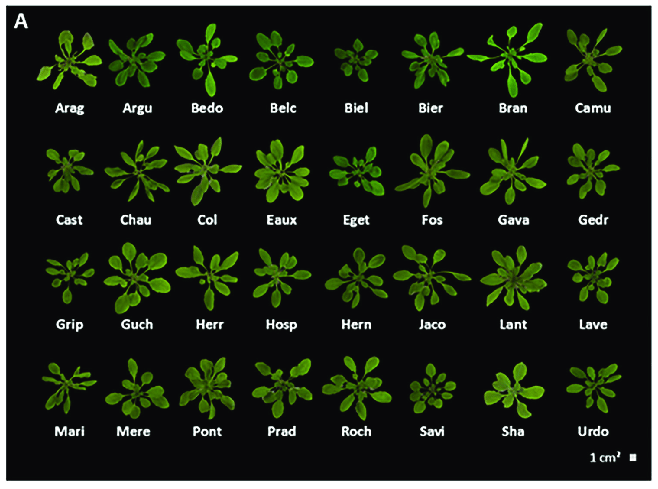 A
Arag Argu Bedo Belc Biel Bier Bran Camu
Cast Chau Col Eaux Eget Fos Gava Gedr
Grip Guch Herr Hosp Hern Jaco Lant Lave
Mari Mere Pont Prad Roch Savi Sha Urdo
1 cm²